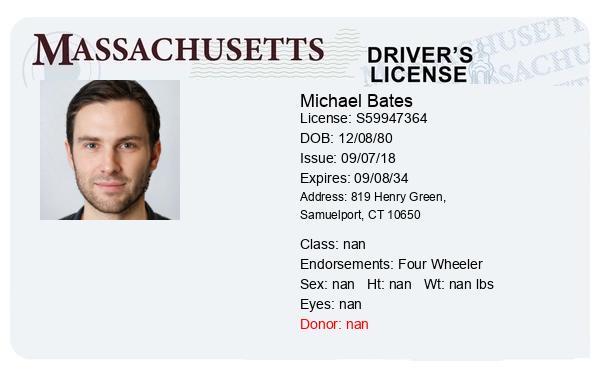 MASSACHUSETTS
DRIVER'S
LICENSE
Michael Bates
License: S59947364
DOB: 12/08/80
Issue: 09/07/18
Expires: 09/08/34
Address: 819 Henry Green,
Samuelport, CT 10650
Class: nan
Endorsements: Four Wheeler
Sex: nan Ht: nan Wt: nan lbs
Eyes: nan
Donor: nan